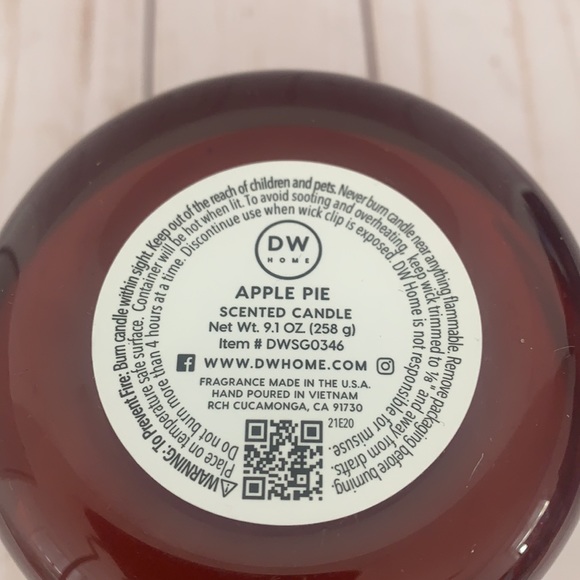 DW
HOME
APPLE PIE
SCENTED CANDLE
Net Wt. 9.1 OZ. (258 g)
Item # DWSG0346
WWW.DWHOME.COM
FRAGRANCE MADE IN THE U.S.A.
HAND POURED IN VIETNAM
RCH CUCAMONGA, CA 91730
21E20
WARNING: To Prevent Fire: Burn candle within sight. Keep out of the reach of children and pets. Never burn candle near anything flammable. Remove packaging before burning.
Place on temperature safe surface. Container will be hot when lit. To avoid sooting and overheating, keep wick trimmed to 1/8" and away from drafts.
Do not burn more than 4 hours at a time. Discontinue use when wick clip is exposed. DW Home is not responsible for misuse.